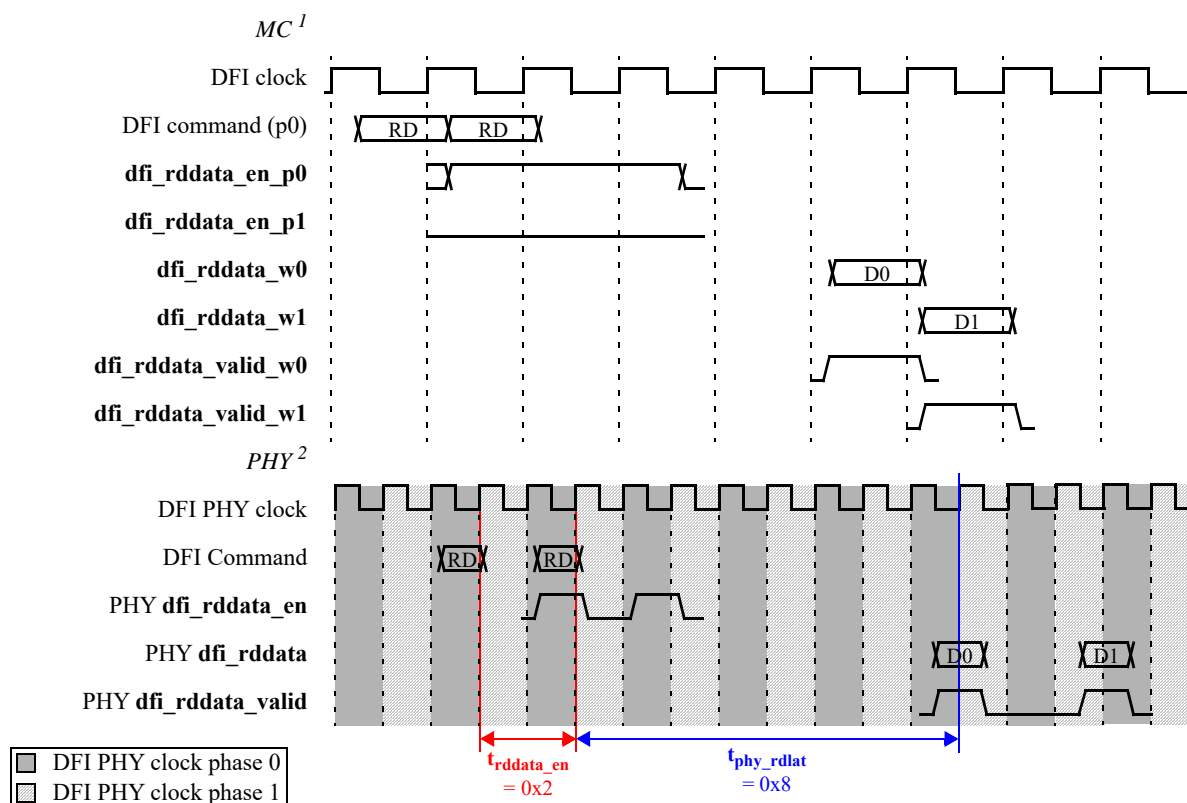 MC 1
DFI clock
DFI command (p0) RD RD
dfi_rddata_en_p0
dfi_rddata_en_p1
dfi_rddata_w0 D0
dfi_rddata_w1 D1
dfi_rddata_valid_w0
dfi_rddata_valid_w1
PHY 2
DFI PHY clock
DFI Command RD RD
PHY dfi_rddata_en
PHY dfi_rddata D0 D1
PHY dfi_rddata_valid
trddata_en tphy_rdlat
= 0x2 = 0x8
DFI PHY clock phase 0
DFI PHY clock phase 1